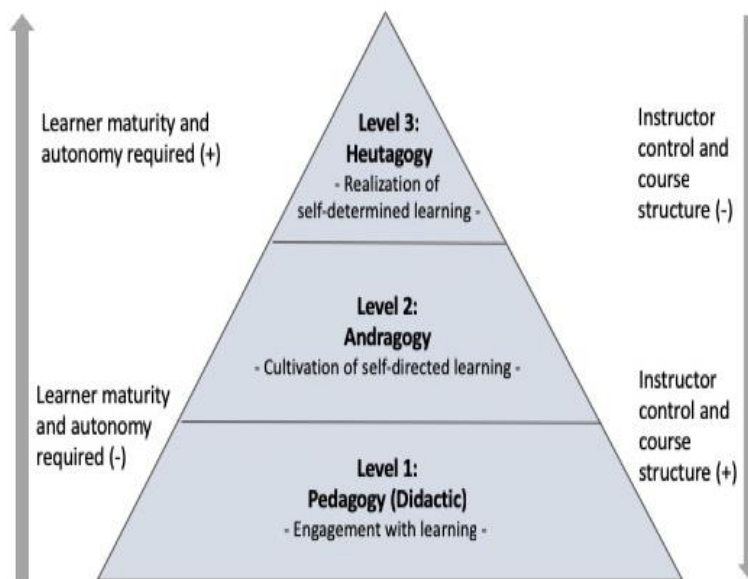 Learner maturity and
autonomy required (+)
Level 3:
Heutagogy
- Realization of
self-determined learning -
Instructor
control and
course
structure (-)
Level 2:
Andragogy
- Cultivation of self-directed learning -
Learner maturity
and autonomy
required (-)
Instructor
control and
course
structure (+)
Level 1:
Pedagogy (Didactic)
- Engagement with learning -